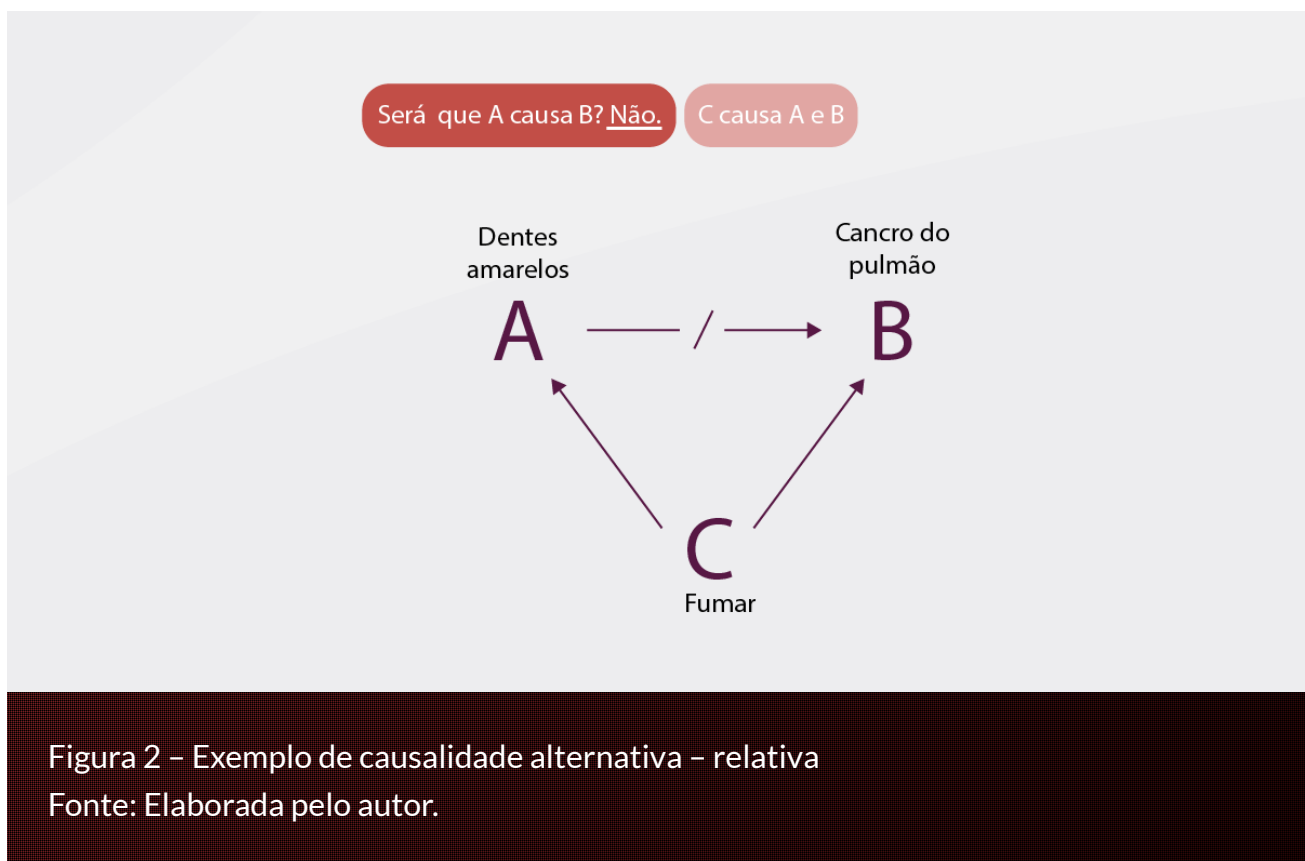 Será que A causa B? Não.
C causa A e B
Dentes
amarelos
Cancro do
pulmão
A
/
B
C
Fumar
Figura 2 – Exemplo de causalidade alternativa – relativa
Fonte: Elaborada pelo autor.